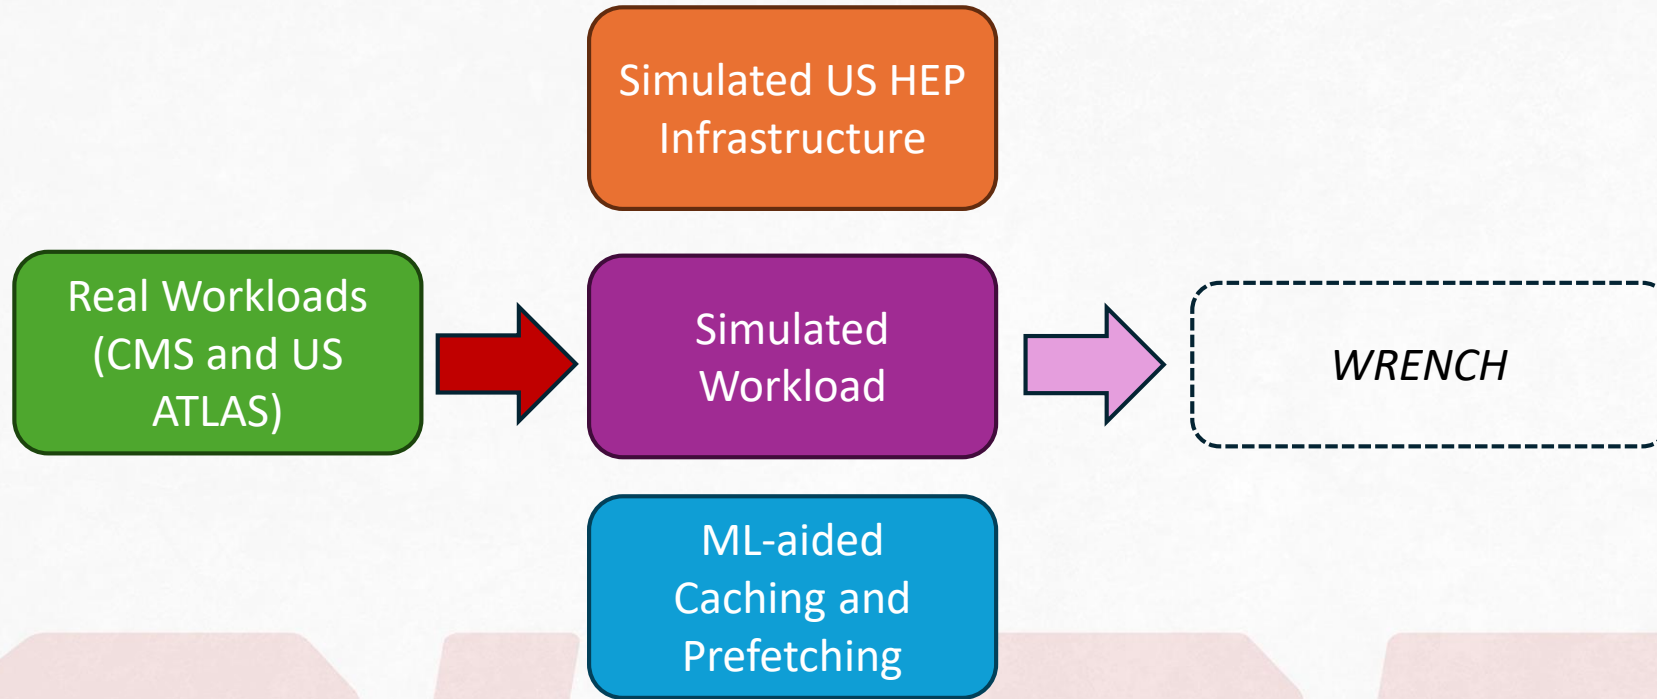 Simulated US HEP
Infrastructure
Real Workloads
(CMS and US
ATLAS)
Simulated
Workload
WRENCH
ML-aided
Caching and
Prefetching